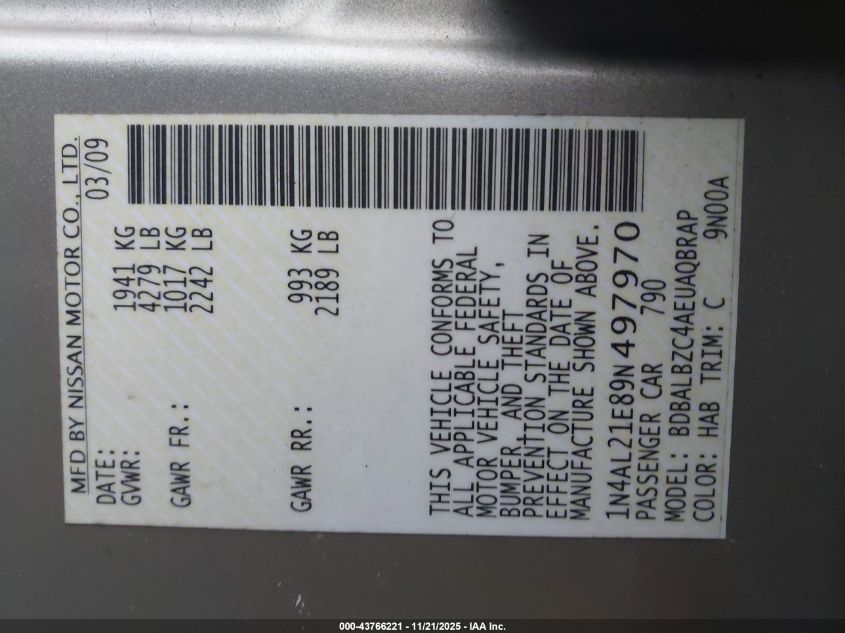 MFD BY NISSAN MOTOR CO., LTD.
DATE: 03/09
GVWR: 1941 KG
4279 LB
GAWR FR.: 1017 KG
2242 LB
GAWR RR.: 993 KG
2189 LB
THIS VEHICLE CONFORMS TO
ALL APPLICABLE FEDERAL
MOTOR VEHICLE SAFETY,
BUMPER, AND THEFT
PREVENTION STANDARDS IN
EFFECT ON THE DATE OF
MANUFACTURE SHOWN ABOVE.
1N4AL21E89N497970
PASSENGER CAR 790
MODEL: BDBALBZC4AEUAQBRAP
COLOR: HAB TRIM: C 9N00A
000-43766221 - 11/21/2025 - IAA Inc.